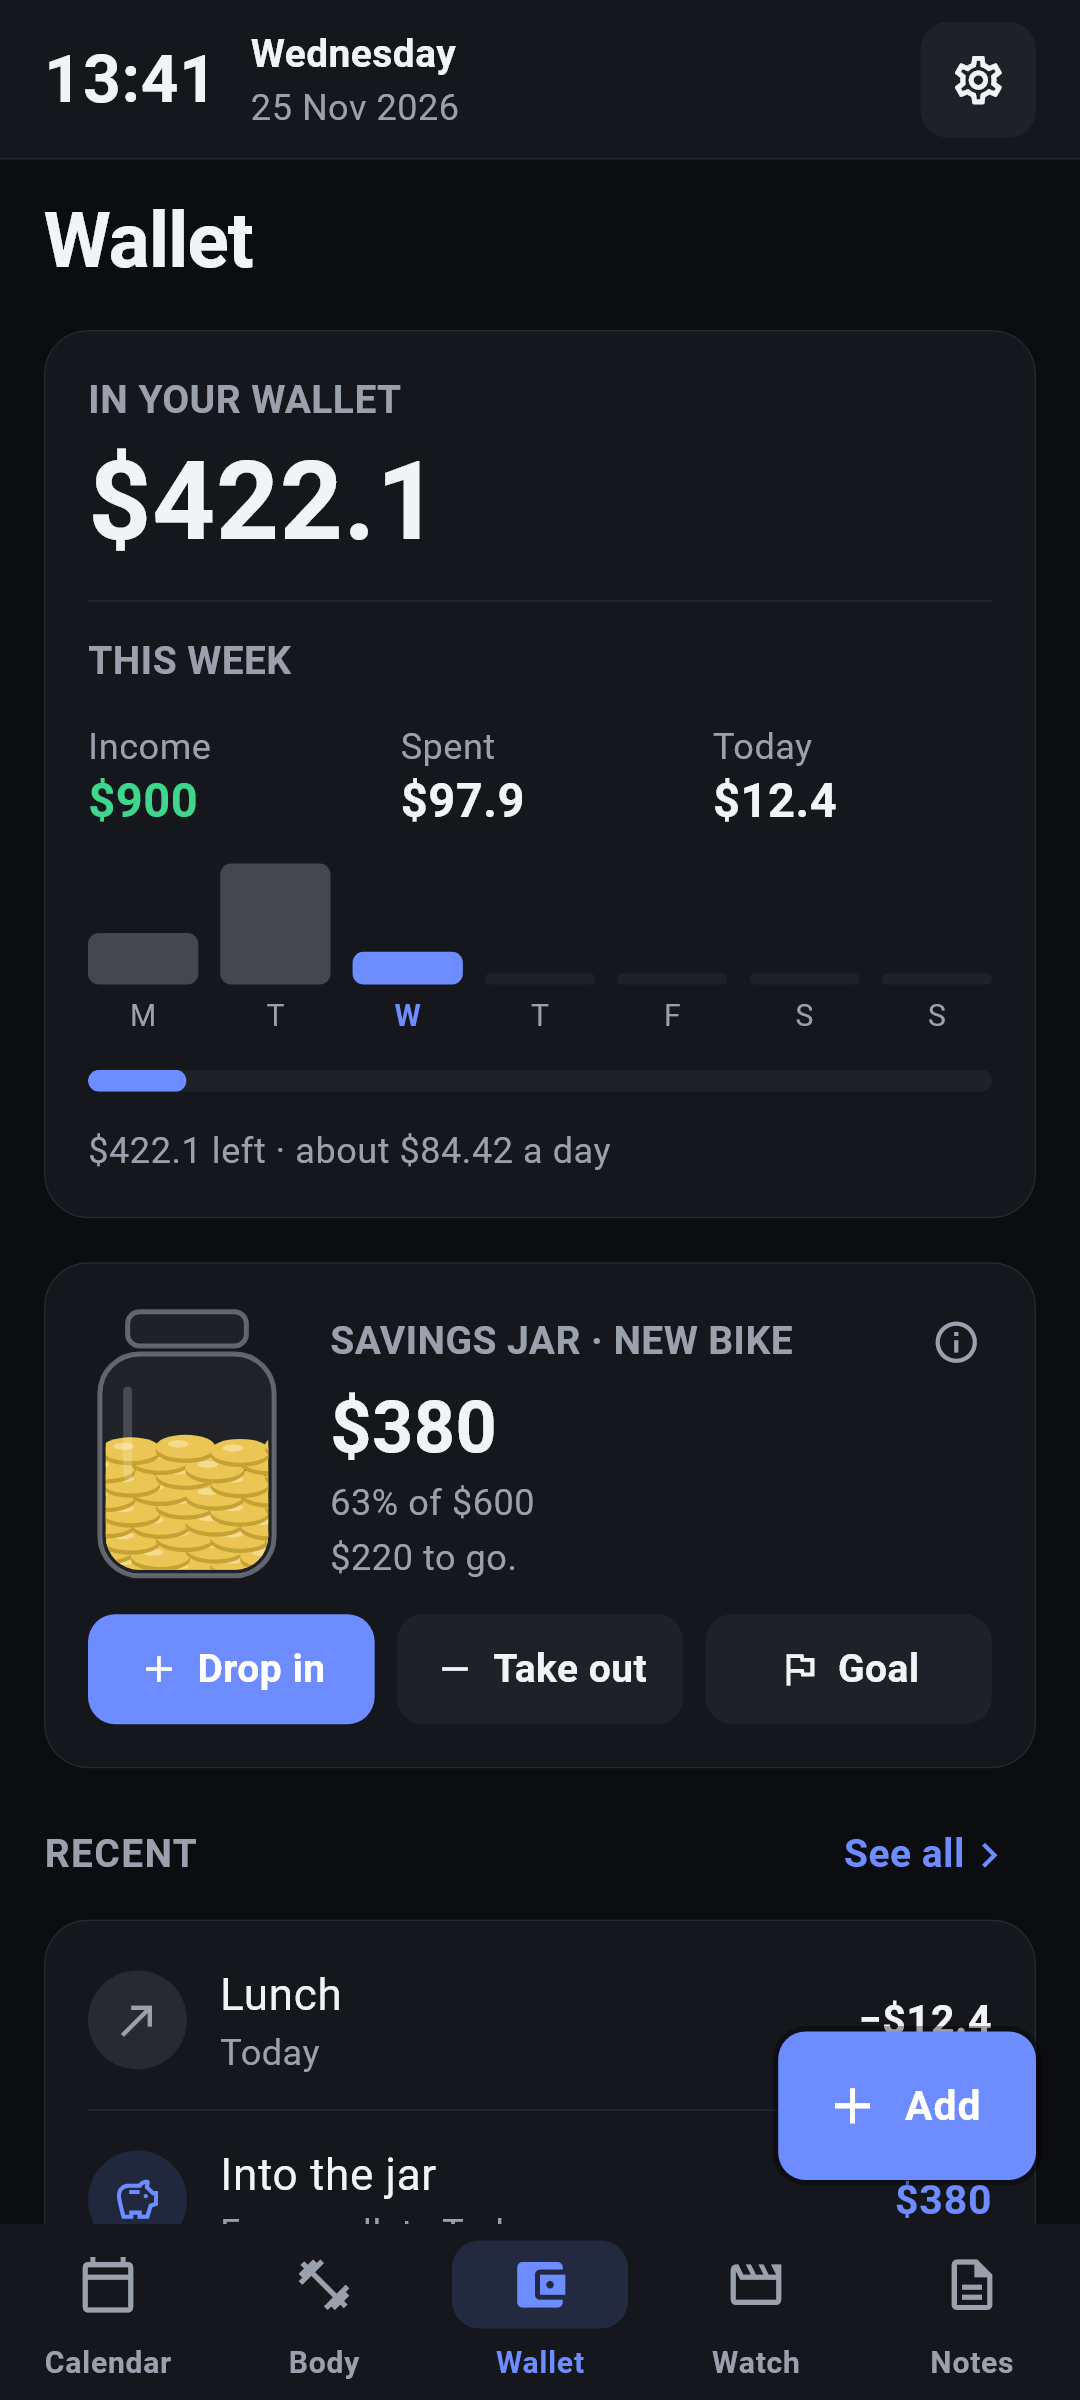 13:41
Wednesday
25 Nov 2026
Wallet
IN YOUR WALLET
$422.1
THIS WEEK
Income Spent Today
$900 $97.9 $12.4
M T W T F S S
$422.1 left · about $84.42 a day
SAVINGS JAR · NEW BIKE
$380
63% of $600
$220 to go.
Drop in Take out Goal
RECENT See all
Lunch
Today
−$12.4
Add
Into the jar
$380
Calendar Body Wallet Watch Notes